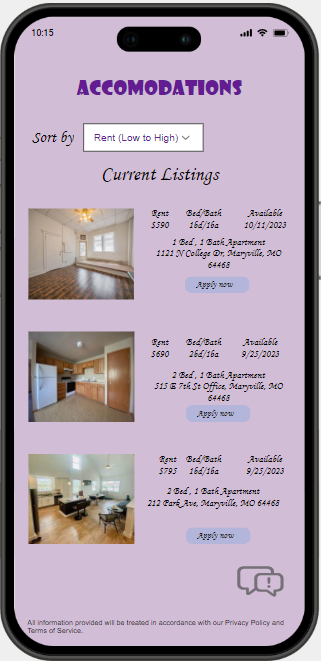 10:15
ACCOMODATIONS
Sort by
Rent (Low to High)
Current Listings
Rent Bed/Bath Available
$590 1bd/1ba 10/11/2023
1 Bed , 1 Bath Apartment
1121 N College Dr, Maryville, MO
64468
Apply now
Rent Bed/Bath Available
$690 2bd/1ba 9/25/2023
2 Bed , 1 Bath Apartment
515 E 7th St Office, Maryville, MO
64468
Apply now
Rent Bed/Bath Available
$795 1bd/1ba 9/25/2023
2 Bed , 1 Bath Apartment
212 Park Ave, Maryville, MO 64468
Apply now
All information provided will be treated in accordance with our Privacy Policy and
Terms of Service.